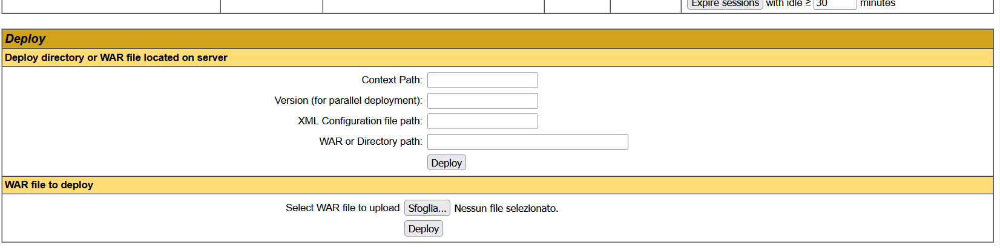 Expire sessions with idle ≥ 30 minutes
Deploy
Deploy directory or WAR file located on server
Context Path:
Version (for parallel deployment):
XML Configuration file path:
WAR or Directory path:
Deploy
WAR file to deploy
Select WAR file to upload Sfoglia... Nessun file selezionato.
Deploy